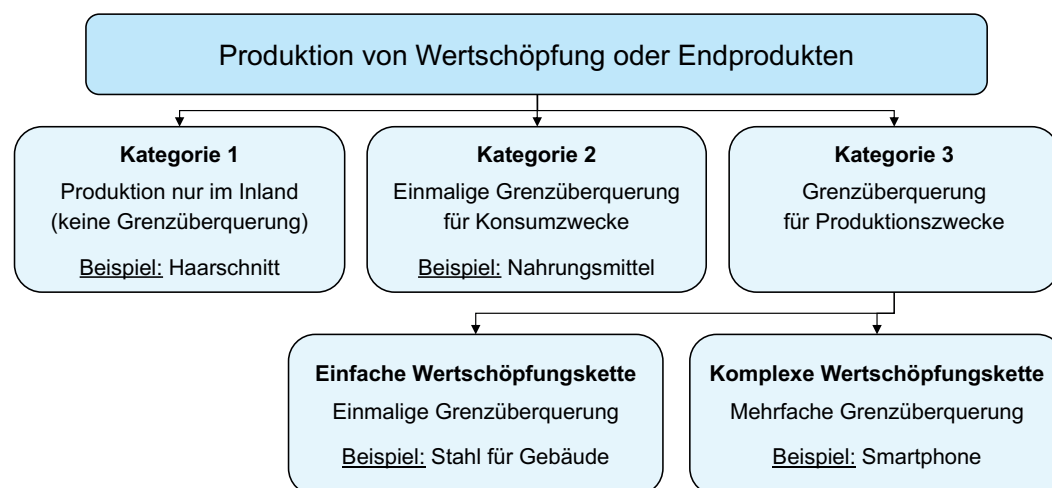 Produktion von Wertschöpfung oder Endprodukten
Kategorie 1
Produktion nur im Inland
(keine Grenzüberquerung)
Beispiel: Haarschnitt
Kategorie 2
Einmalige Grenzüberquerung
für Konsumzwecke
Beispiel: Nahrungsmittel
Kategorie 3
Grenzüberquerung
für Produktionszwecke
Einfache Wertschöpfungskette
Einmalige Grenzüberquerung
Beispiel: Stahl für Gebäude
Komplexe Wertschöpfungskette
Mehrfache Grenzüberquerung
Beispiel: Smartphone